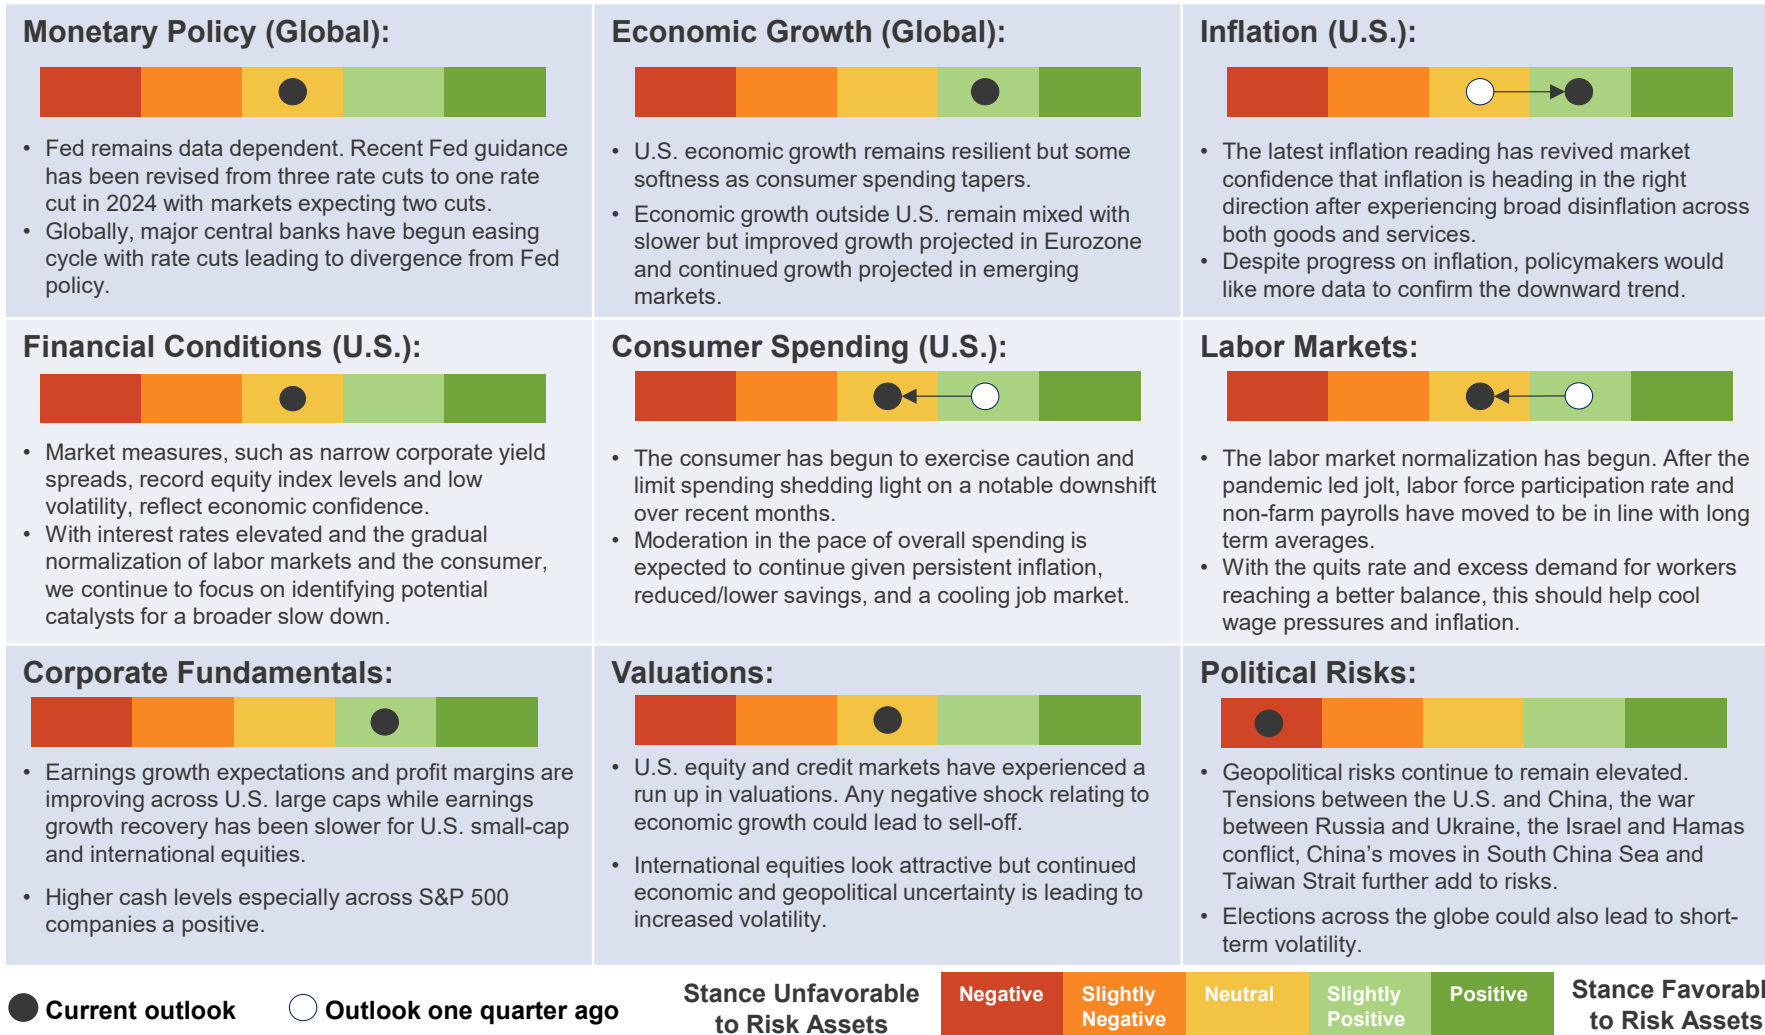 Monetary Policy (Global):
• Fed remains data dependent. Recent Fed guidance
has been revised from three rate cuts to one rate
cut in 2024 with markets expecting two cuts.
• Globally, major central banks have begun easing
cycle with rate cuts leading to divergence from Fed
policy.
Economic Growth (Global):
• U.S. economic growth remains resilient but some
softness as consumer spending tapers.
• Economic growth outside U.S. remain mixed with
slower but improved growth projected in Eurozone
and continued growth projected in emerging
markets.
Inflation (U.S.):
• The latest inflation reading has revived market
confidence that inflation is heading in the right
direction after experiencing broad disinflation across
both goods and services.
• Despite progress on inflation, policymakers would
like more data to confirm the downward trend.
Financial Conditions (U.S.):
• Market measures, such as narrow corporate yield
spreads, record equity index levels and low
volatility, reflect economic confidence.
• With interest rates elevated and the gradual
normalization of labor markets and the consumer,
we continue to focus on identifying potential
catalysts for a broader slow down.
Consumer Spending (U.S.):
• The consumer has begun to exercise caution and
limit spending shedding light on a notable downshift
over recent months.
• Moderation in the pace of overall spending is
expected to continue given persistent inflation,
reduced/lower savings, and a cooling job market.
Labor Markets:
• The labor market normalization has begun. After the
pandemic led jolt, labor force participation rate and
non-farm payrolls have moved to be in line with long
term averages.
• With the quits rate and excess demand for workers
reaching a better balance, this should help cool
wage pressures and inflation.
Corporate Fundamentals:
• Earnings growth expectations and profit margins are
improving across U.S. large caps while earnings
growth recovery has been slower for U.S. small-cap
and international equities.
• Higher cash levels especially across S&P 500
companies a positive.
Valuations:
• U.S. equity and credit markets have experienced a
run up in valuations. Any negative shock relating to
economic growth could lead to sell-off.
• International equities look attractive but continued
economic and geopolitical uncertainty is leading to
increased volatility.
Political Risks:
• Geopolitical risks continue to remain elevated.
Tensions between the U.S. and China, the war
between Russia and Ukraine, the Israel and Hamas
conflict, China's moves in South China Sea and
Taiwan Strait further add to risks.
• Elections across the globe could also lead to short-
term volatility.
Current outlook
Outlook one quarter ago
Stance Unfavorable
to Risk Assets
Negative
Slightly
Negative
Neutral
Slightly
Positive
Positive
Stance Favorabl
to Risk Assets